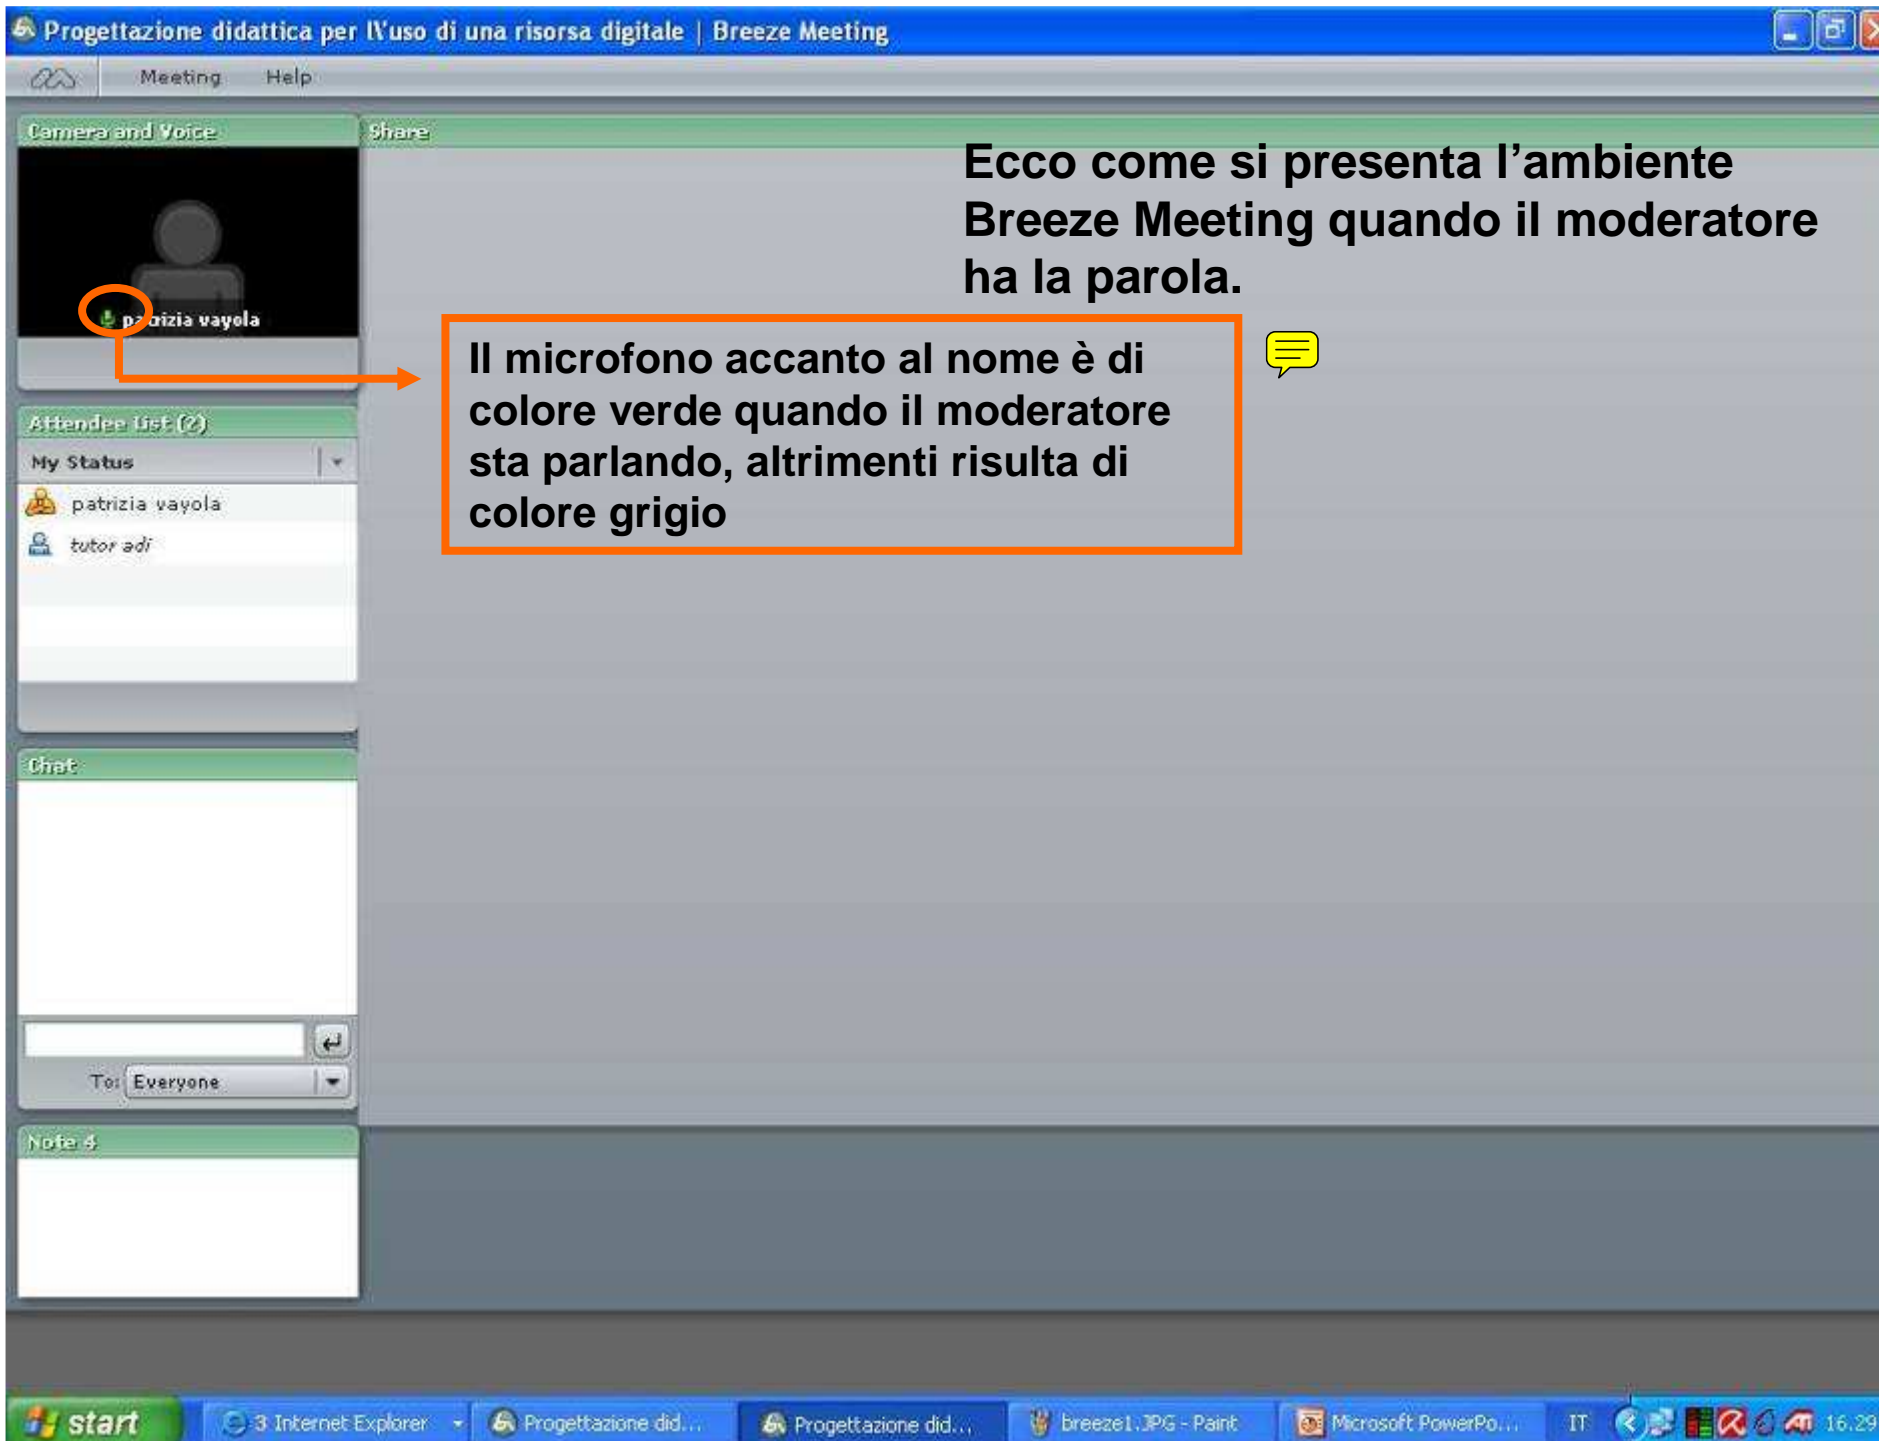 Progettazione didattica per l\'uso di una risorsa digitale | Breeze Meeting
Meeting Help
Camera and Voice
Share
Ecco come si presenta l’ambiente
Breeze Meeting quando il moderatore
ha la parola.
patrizia vayola
Il microfono accanto al nome è di
colore verde quando il moderatore
sta parlando, altrimenti risulta di
colore grigio
Attendee List (2)
My Status
patrizia vayola
tutor adi
Chat
To: Everyone
Note 4
start
3 Internet Explorer
Progettazione did...
Progettazione did...
breeze1.JPG - Paint
Microsoft PowerPo...
IT
16.29